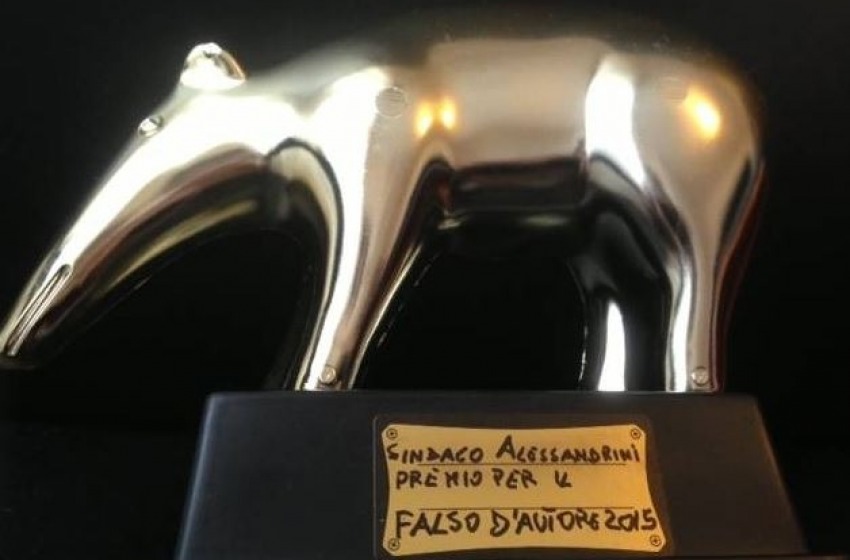 SINDACO ALESSANDRINI
PREMIO PER IL
FALSO D'AUTORE 2015